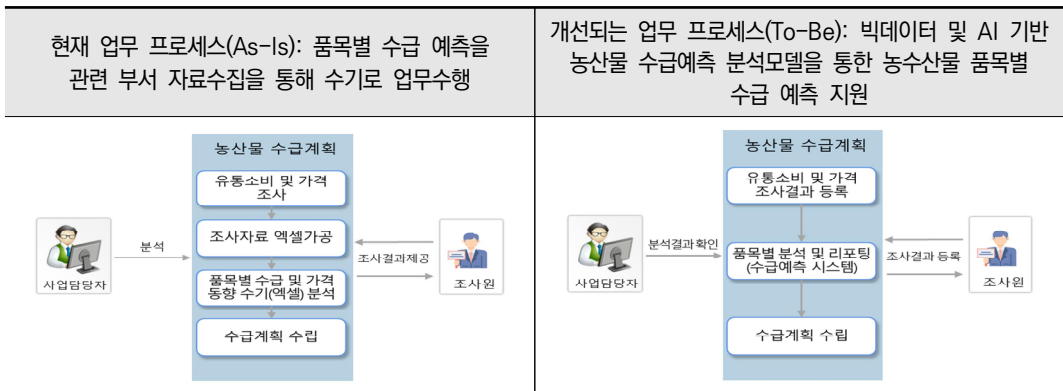 현재 업무 프로세스(As-Is): 품목별 수급 예측을
관련 부서 자료수집을 통해 수기로 업무수행
개선되는 업무 프로세스(To-Be): 빅데이터 및 AI 기반
농산물 수급예측 분석모델을 통한 농수산물 품목별
수급 예측 지원
농산물 수급계획
유통소비 및 가격
조사
조사자료 엑셀가공
품목별 수급 및 가격
동향 수기(엑셀) 분석
수급계획 수립
사업담당자
분석
조사결과제공
조사원
농산물 수급계획
유통소비 및 가격
조사결과 등록
품목별 분석 및 리포팅
(수급예측 시스템)
수급계획 수립
사업담당자
분석결과확인
조사결과 등록
조사원